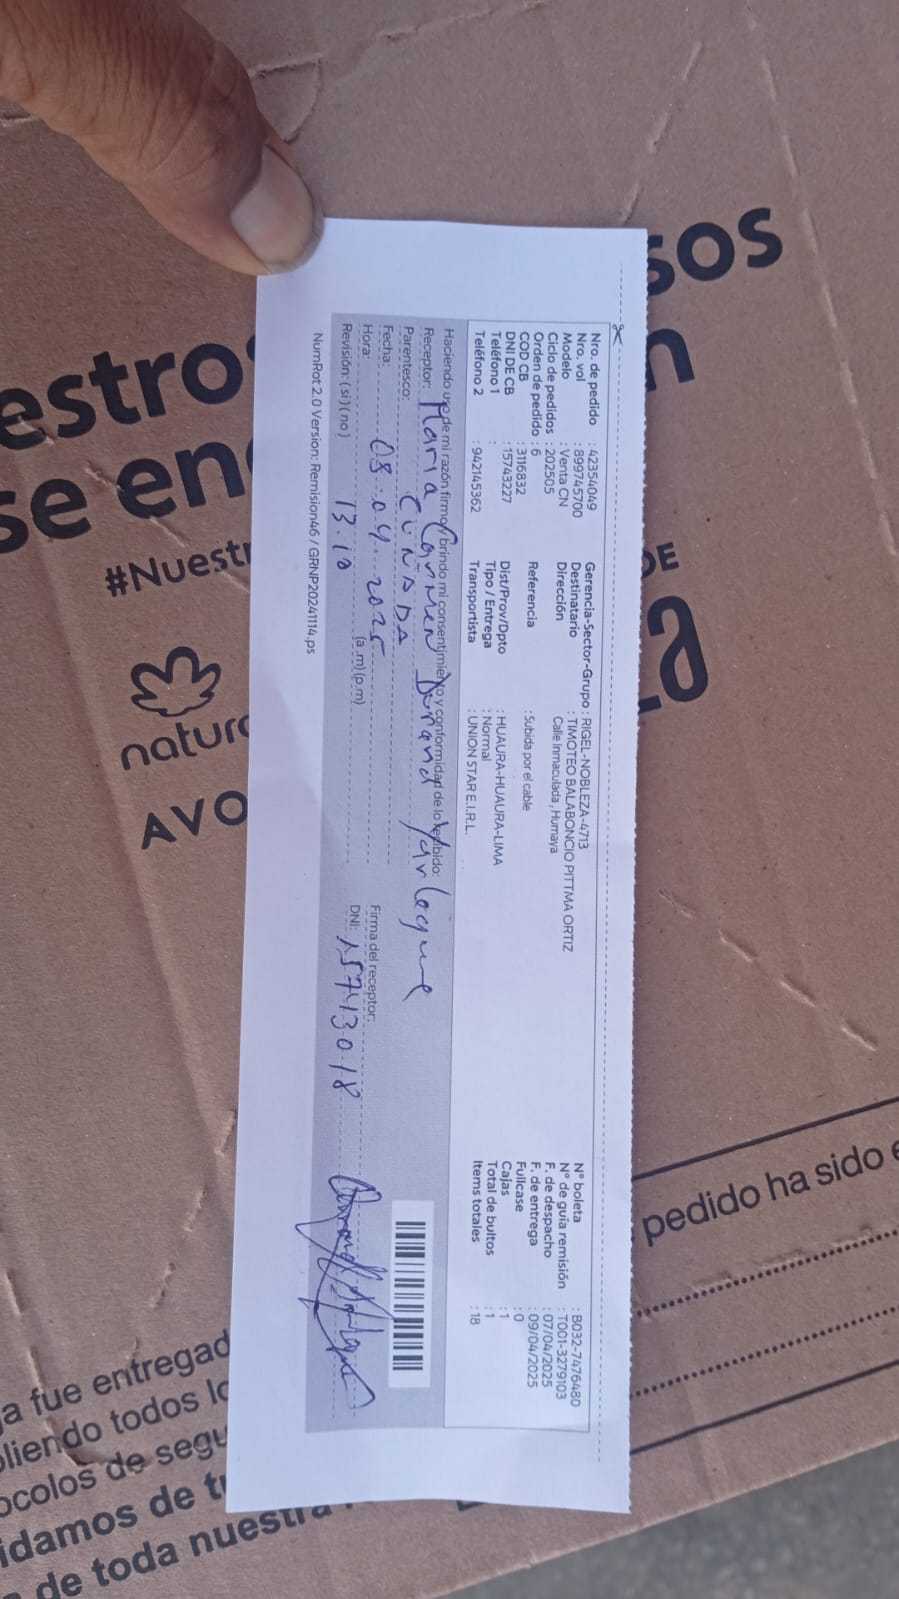 Nro. de pedido : 42354049
Nro. vol : 899745700
Modelo : Venta CN
Ciclo de pedidos : 202505
Orden de pedido : 6
COD CB : 3116832
DNI DE CB : 15743227
Teléfono 1 :
Teléfono 2 : 942145362
Gerencia-Sector-Grupo : RIGEL-NOBLEZA-4713
Destinatario : TIMOTEO BALABONCIO PITTMA ORTIZ
Dirección Calle Inmaculada , Humaya
Referencia : Subida por el cable
Dist/Prov/Dpto : HUAURA-HUAURA-LIMA
Tipo / Entrega : Normal
Transportista : UNION STAR E.I.R.L.
N° boleta : B032-7476480
N° de guía remisión : T001-3279103
F. de despacho : 07/04/2025
F. de entrega : 09/04/2025
Fullcase : 0
Cajas : 1
Total de bultos : 1
Items totales : 18
Haciendo uso de mi razón firmo y brindo mi consentimiento y conformidad de lo recibido:
Receptor: Maria Carmen Durand Yarleque
Parentesco: CUÑADA
Fecha: 08.04.2025
Hora: 13.10 (a.m)(p.m)
Revisión: (si)(no)
Firma del receptor:
DNI: 15743018
NumRot 2.0 Version: Remision46 / GRNP20241114.ps
estros
sos
se en
#Nuestr
DE
za
natura
AVO
pedido ha sido e
ja fue entregad
pliendo todos lo
ocolos de segu
idamos de t
de toda nuestra